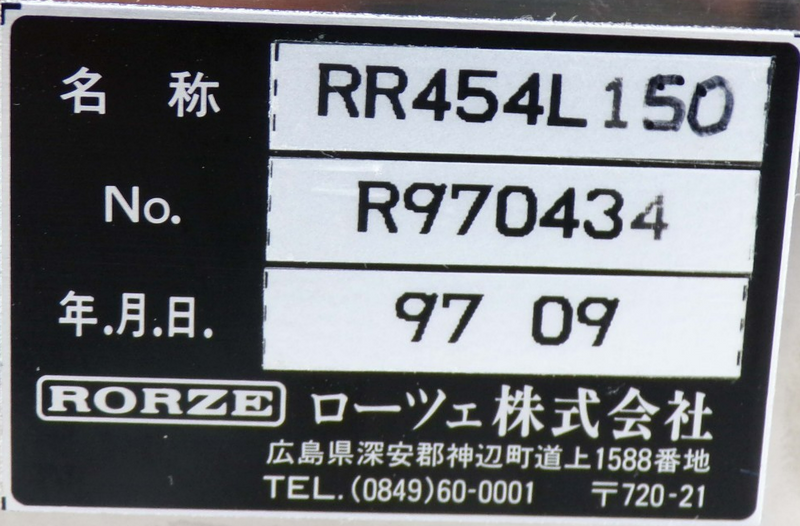 名 称 RR454L150
No. R970434
年.月.日. 97 09
RORZE ローツェ株式会社
広島県深安郡神辺町道上1588番地
TEL.(0849)60-0001 〒720-21